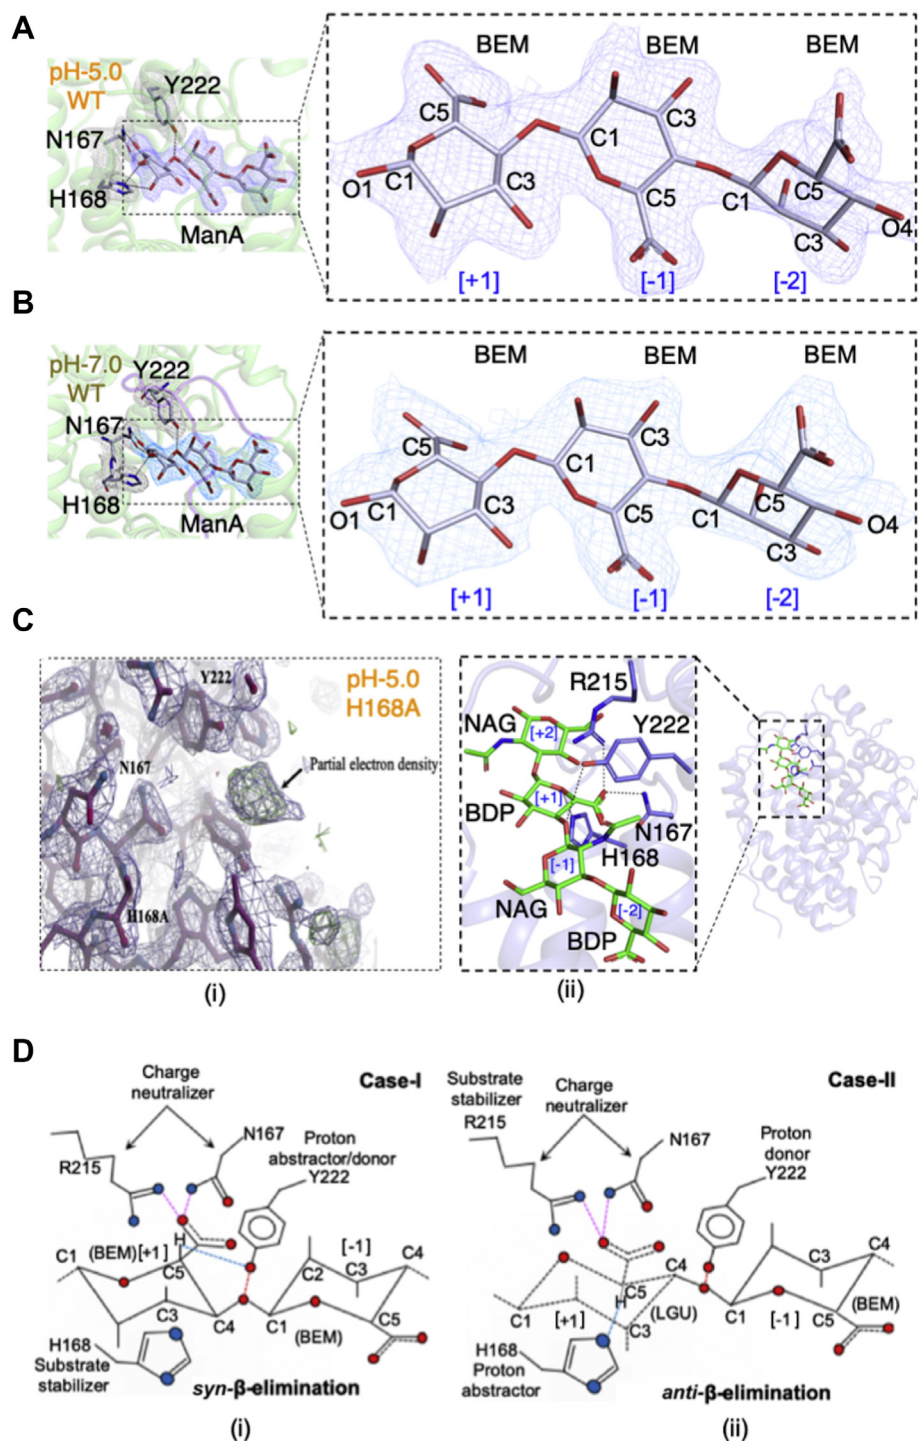 A
pH-5.0
WT
Y222
N167
H168
ManA
BEM BEM BEM
C5
O1
C1
C3
C1
C3
C5
C1
C5
C3
O4
[+1] [-1] [-2]
B
pH-7.0
WT
Y222
N167
H168
ManA
BEM BEM BEM
C5
O1
C1
C3
C1
C3
C5
C1
C5
C3
O4
[+1] [-1] [-2]
C
Y222
pH-5.0
H168A
N167
Partial electron density
H168A
(i)
R215
NAG
[+2]
Y222
BDP
[+1]
N167
H168
[-1]
NAG
[-2]
BDP
(ii)
D
Case-I
Charge
neutralizer
R215
N167
Proton
abstractor/donor
Y222
H
C1
(BEM)
[+1]
C5
C3
C4
[-1]
C4
C2
C3
C1
(BEM)
C5
H168
Substrate
stabilizer
syn-β-elimination
(i)
Case-II
Substrate
stabilizer
R215
Charge
neutralizer
N167
Proton
donor
Y222
C4
C5
H
C1
[+1]
C3
(LGU)
C3
C4
C1
[-1]
C5
(BEM)
H168
Proton
abstractor
anti-β-elimination
(ii)